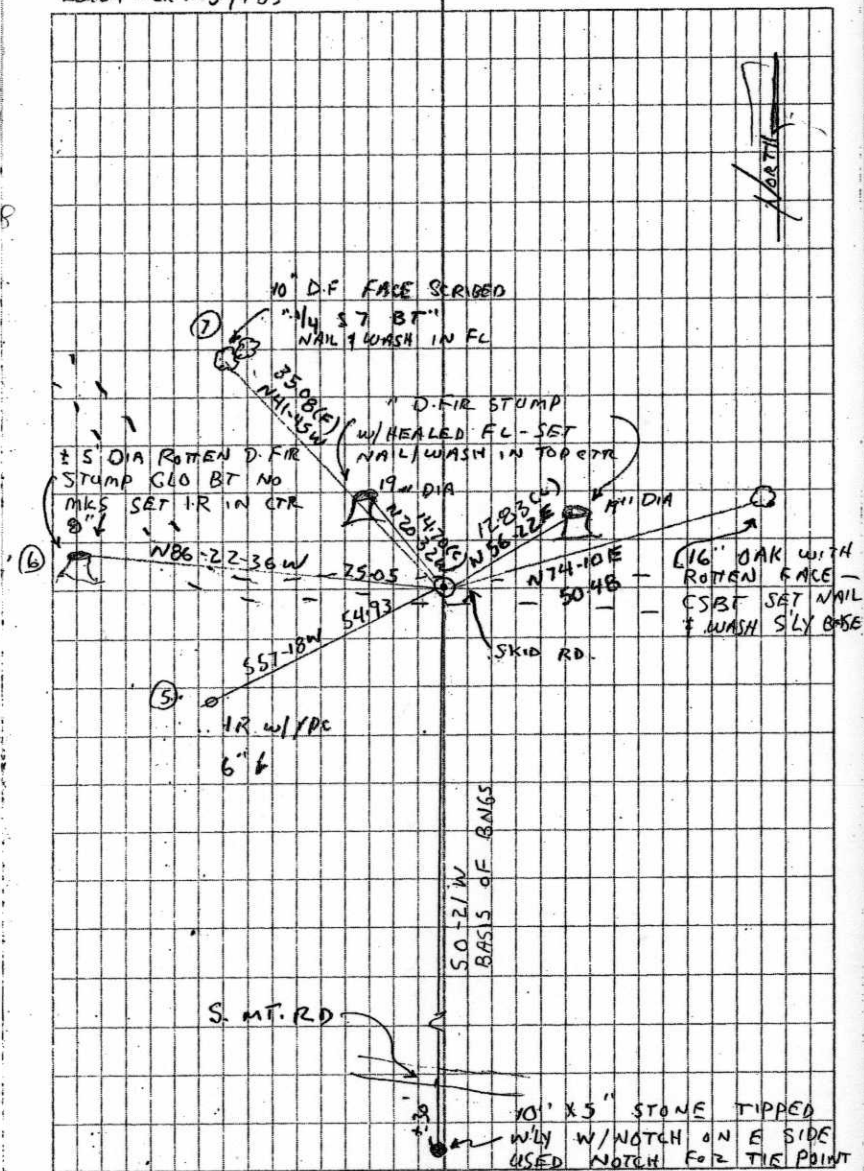 NORTH
10" D.F FACE SCRIBED
"1/4 S7 BT"
NAIL & WASH IN FL
7
35.08(F)
N41-45W
" D.FIR STUMP
W/HEALED FL - SET
NAIL/WASH IN TOP CTR
± 5' DIA ROTTEN D.FIR
STUMP GLO BT NO
MKS SET I.R IN CTR
8"
19" DIA
N20-52W
17.83(C)
N56-22E
DIA
6
N86-22-36W
25.05
N74-10E
50.48
16" OAK WITH
ROTTEN FACE -
CSBT SET NAIL
& WASH S'LY BASE
54.93
S57-18W
SKID RD.
5
I.R W/YPC
6"
S0-21W
BASIS OF BNGS
S. MT. RD
±30'
10" X 5" STONE TIPPED
W'LY W/NOTCH ON E SIDE
USED NOTCH FOR TIE POINT